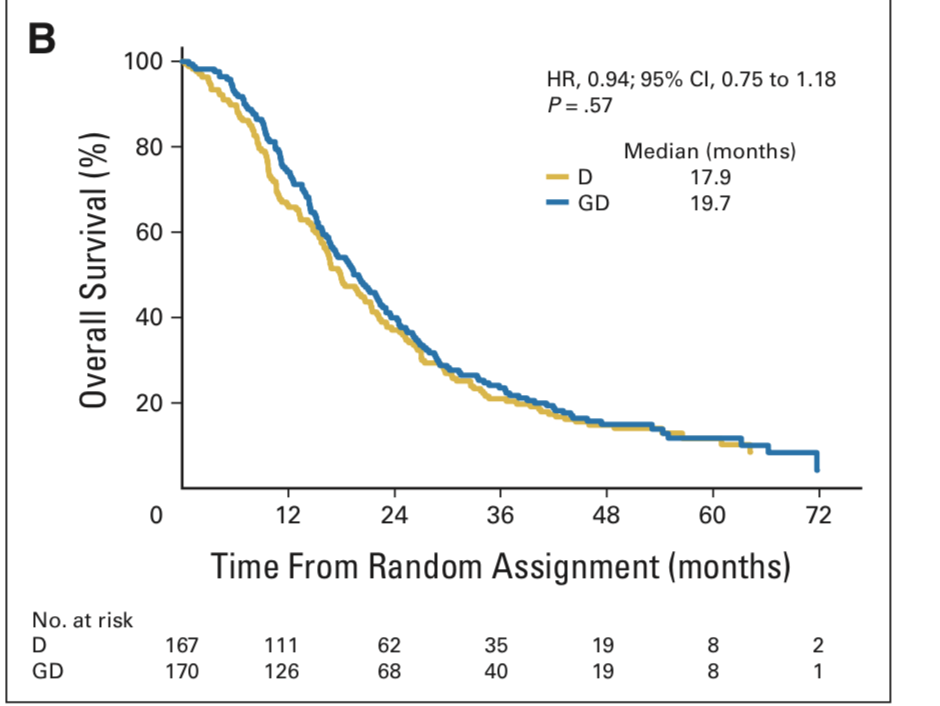 B
HR, 0.94; 95% CI, 0.75 to 1.18
P = .57
Median (months)
D 17.9
GD 19.7
Overall Survival (%)
100
80
60
40
20
0 12 24 36 48 60 72
Time From Random Assignment (months)
No. at risk
D 167 111 62 35 19 8 2
GD 170 126 68 40 19 8 1